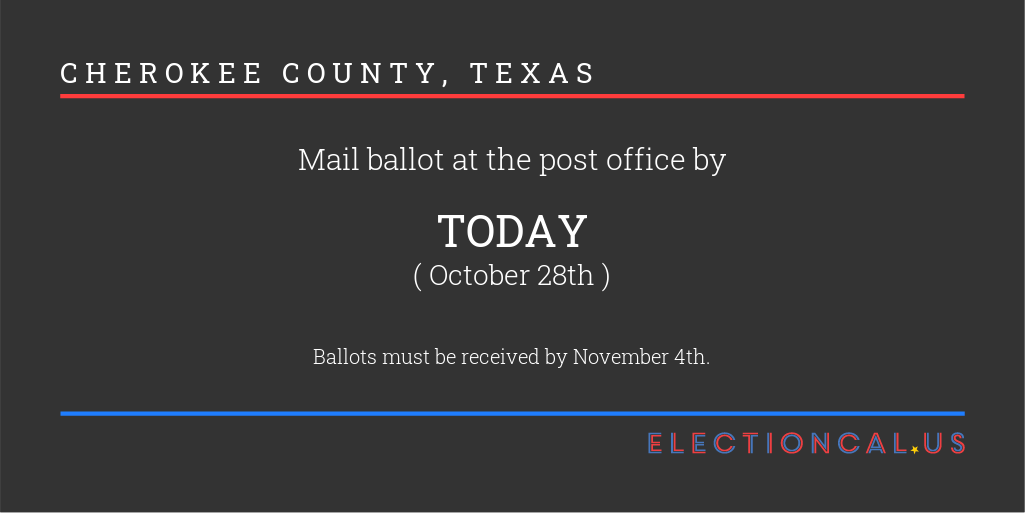 CHEROKEE COUNTY, TEXAS
Mail ballot at the post office by
TODAY
( October 28th )
Ballots must be received by November 4th.
ELECTIONCAL.US